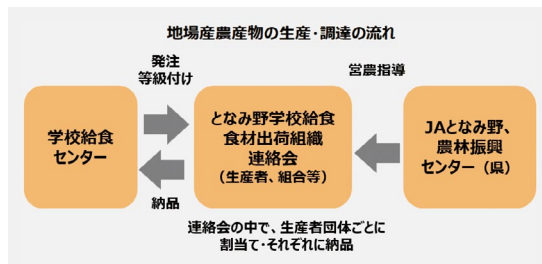 地場産農産物の生産・調達の流れ
発注
等級付け
営農指導
学校給食
センター
となみ野学校給食
食材出荷組織
連絡会
（生産者、組合等）
JAとなみ野、
農林振興
センター（県）
納品
連絡会の中で、生産者団体ごとに
割当て・それぞれに納品